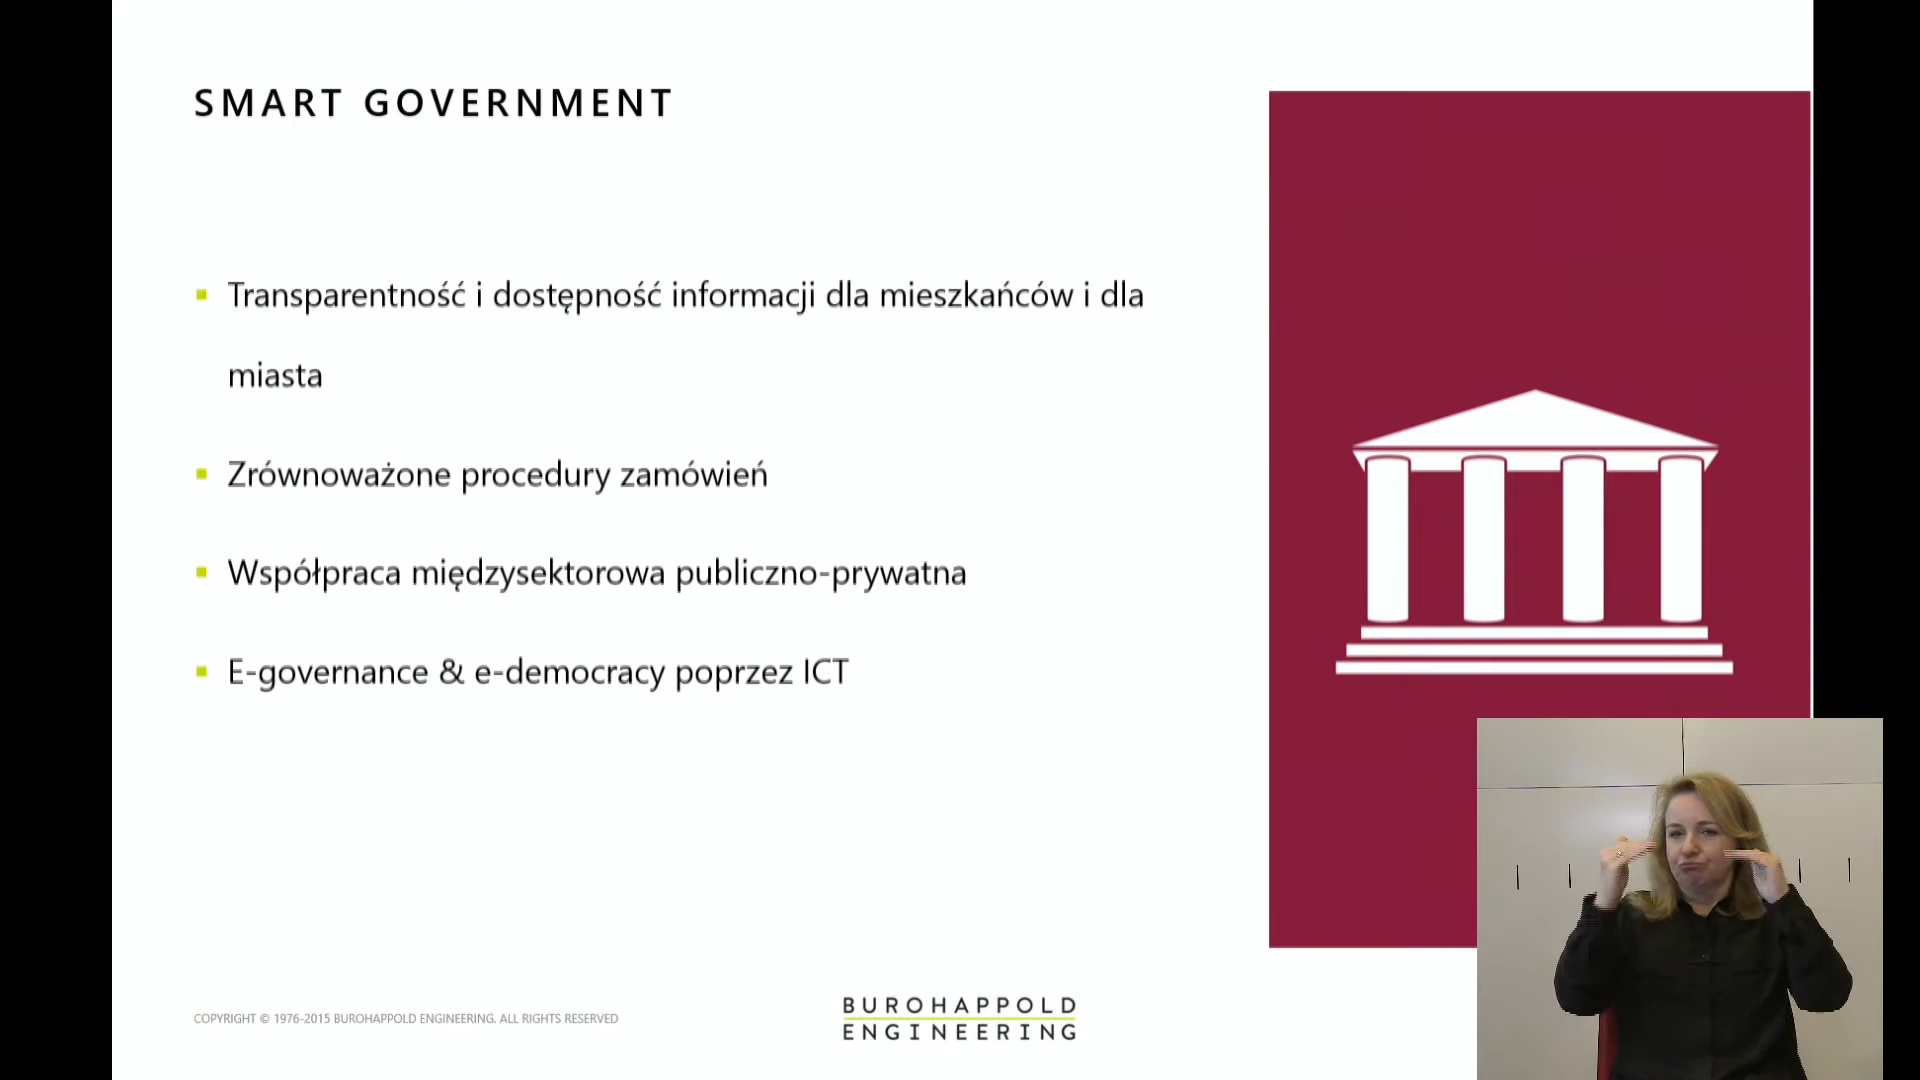 SMART GOVERNMENT
Transparentność i dostępność informacji dla mieszkańców i dla
miasta
Zrównoważone procedury zamówień
Współpraca międzysektorowa publiczno-prywatna
E-governance & e-democracy poprzez ICT
COPYRIGHT © 1976-2015 BUROHAPPOLD ENGINEERING. ALL RIGHTS RESERVED
BUROHAPPOLD
ENGINEERING